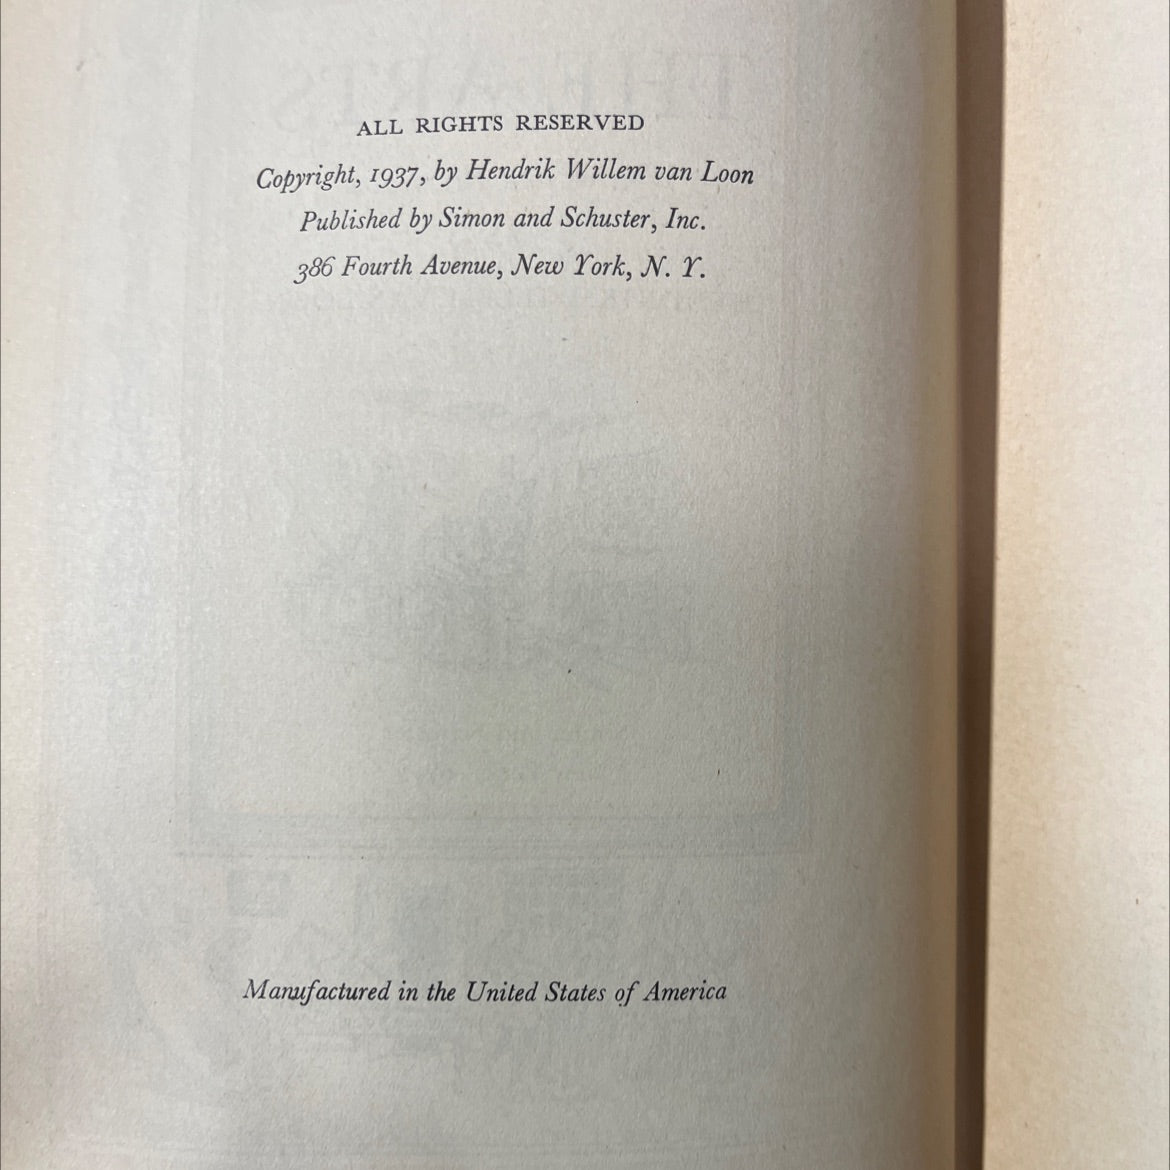 ALL RIGHTS RESERVED
Copyright, 1937, by Hendrik Willem van Loon
Published by Simon and Schuster, Inc.
386 Fourth Avenue, New York, N. Y.
Manufactured in the United States of America